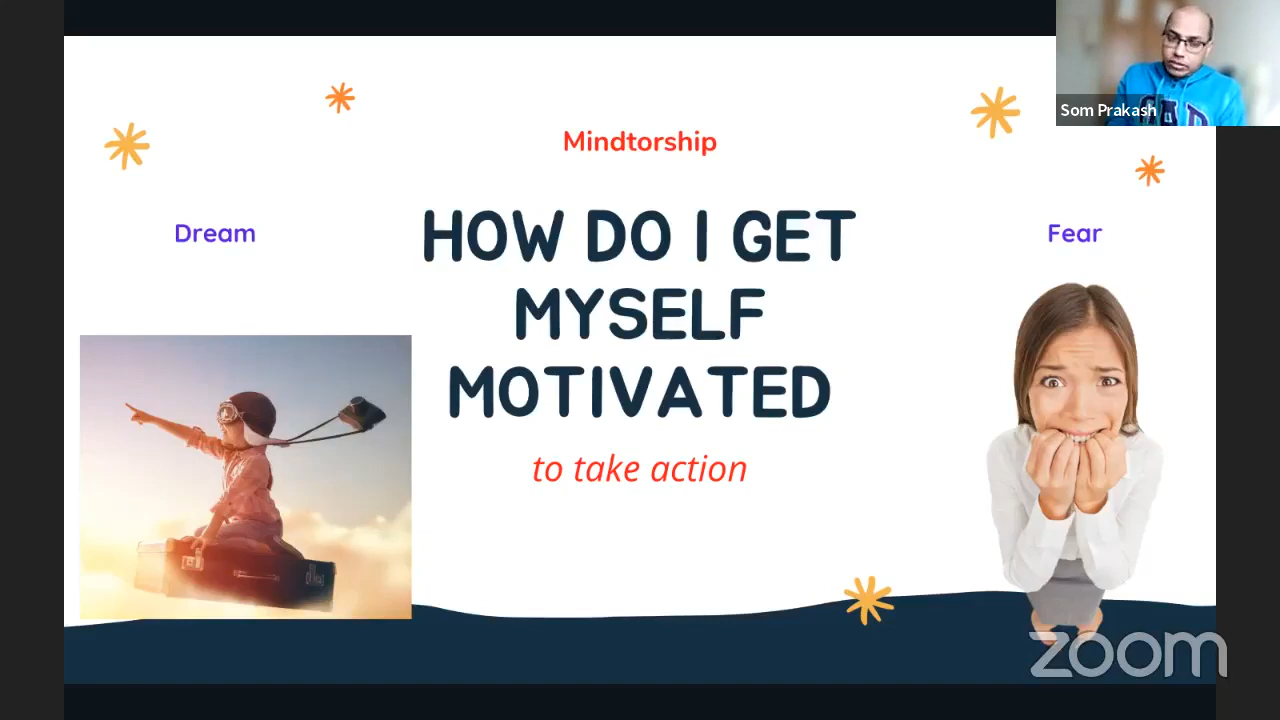 Som Prakash
Mindtorship
Dream
HOW DO I GET
MYSELF
MOTIVATED
to take action
Fear
zoom